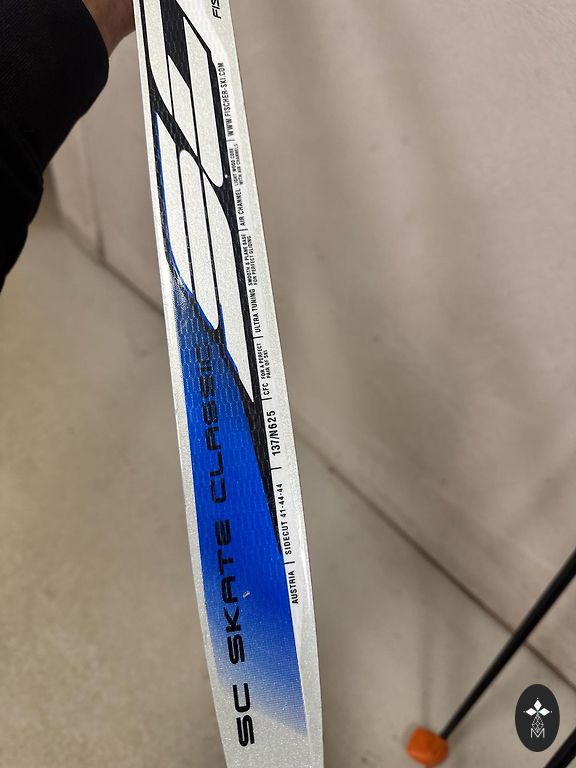 SC SKATE CLASSIC
AUSTRIA | SIDECUT 41-44-44 | 137/N625 | CFC FOR A PERFECT
PAIR OF SKI | ULTRA TUNING SMOOTH & PLANE BASE
FOR PERFECT GLIDING | AIR CHANNEL LIGHT WOOD CORE
WITH AIR CHANNELS | WWW.FISCHER-SKI.COM
FIS
M